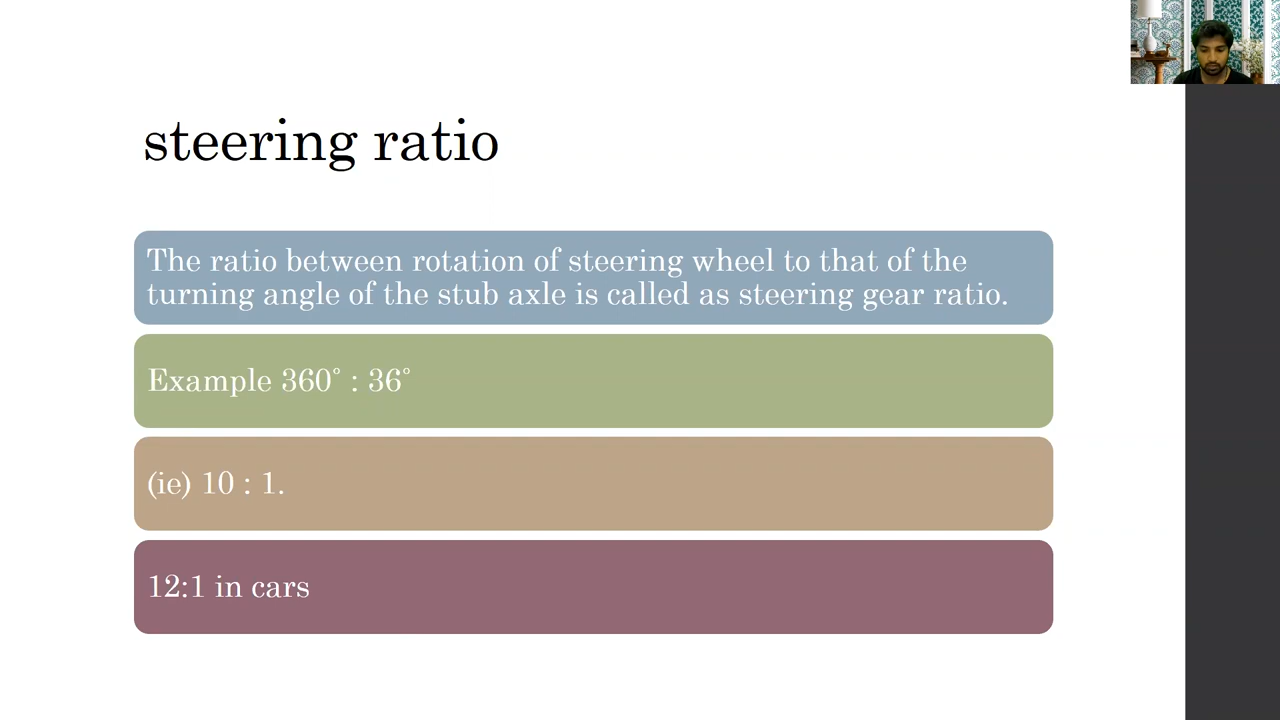 steering ratio
The ratio between rotation of steering wheel to that of the
turning angle of the stub axle is called as steering gear ratio.
Example 360° : 36°
(ie) 10 : 1.
12:1 in cars